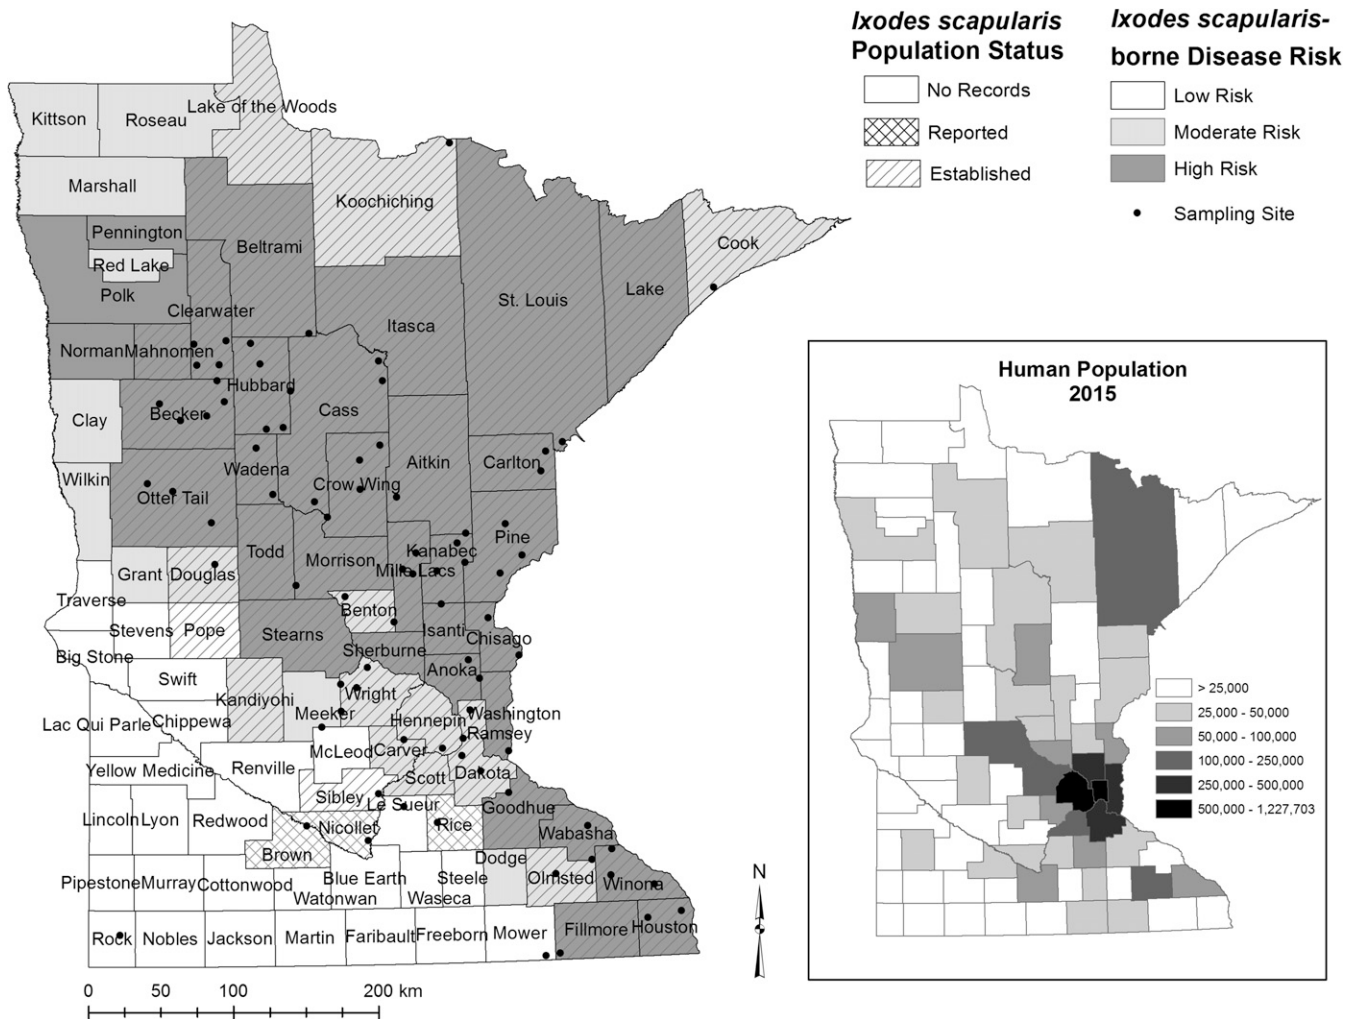 Ixodes scapularis
Population Status
No Records
Reported
Established
Ixodes scapularis-
borne Disease Risk
Low Risk
Moderate Risk
High Risk
Sampling Site
Kittson
Roseau
Lake of the Woods
Marshall
Koochiching
Pennington
Beltrami
Cook
Red Lake
Polk
Clearwater
St. Louis
Lake
Itasca
Norman
Mahnomen
Hubbard
Clay
Becker
Cass
Wadena
Aitkin
Carlton
Wilkin
Otter Tail
Crow Wing
Todd
Morrison
Mille Lacs
Kanabec
Pine
Grant
Douglas
Traverse
Benton
Stevens
Pope
Stearns
Isanti
Chisago
Big Stone
Sherburne
Anoka
Swift
Kandiyohi
Wright
Meeker
Hennepin
Washington
Ramsey
Lac Qui Parle
Chippewa
McLeod
Carver
Yellow Medicine
Renville
Scott
Dakota
Sibley
Le Sueur
Goodhue
Lincoln
Lyon
Redwood
Nicollet
Rice
Wabasha
Brown
Dodge
Pipestone
Murray
Cottonwood
Watonwan
Blue Earth
Waseca
Steele
Olmsted
Winona
Rock
Nobles
Jackson
Martin
Faribault
Freeborn
Mower
Fillmore
Houston
N
0 50 100 200 km
Human Population
2015
> 25,000
25,000 - 50,000
50,000 - 100,000
100,000 - 250,000
250,000 - 500,000
500,000 - 1,227,703